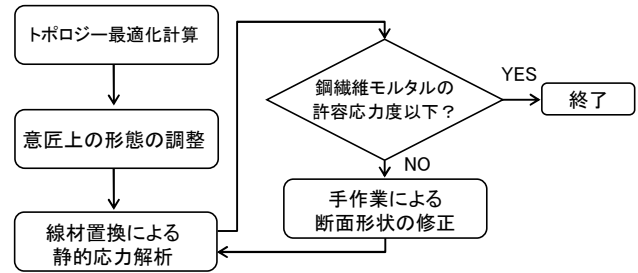 トポロジー最適化計算
意匠上の形態の調整
線材置換による
静的応力解析
鋼繊維モルタルの
許容応力度以下？
YES
終了
NO
手作業による
断面形状の修正